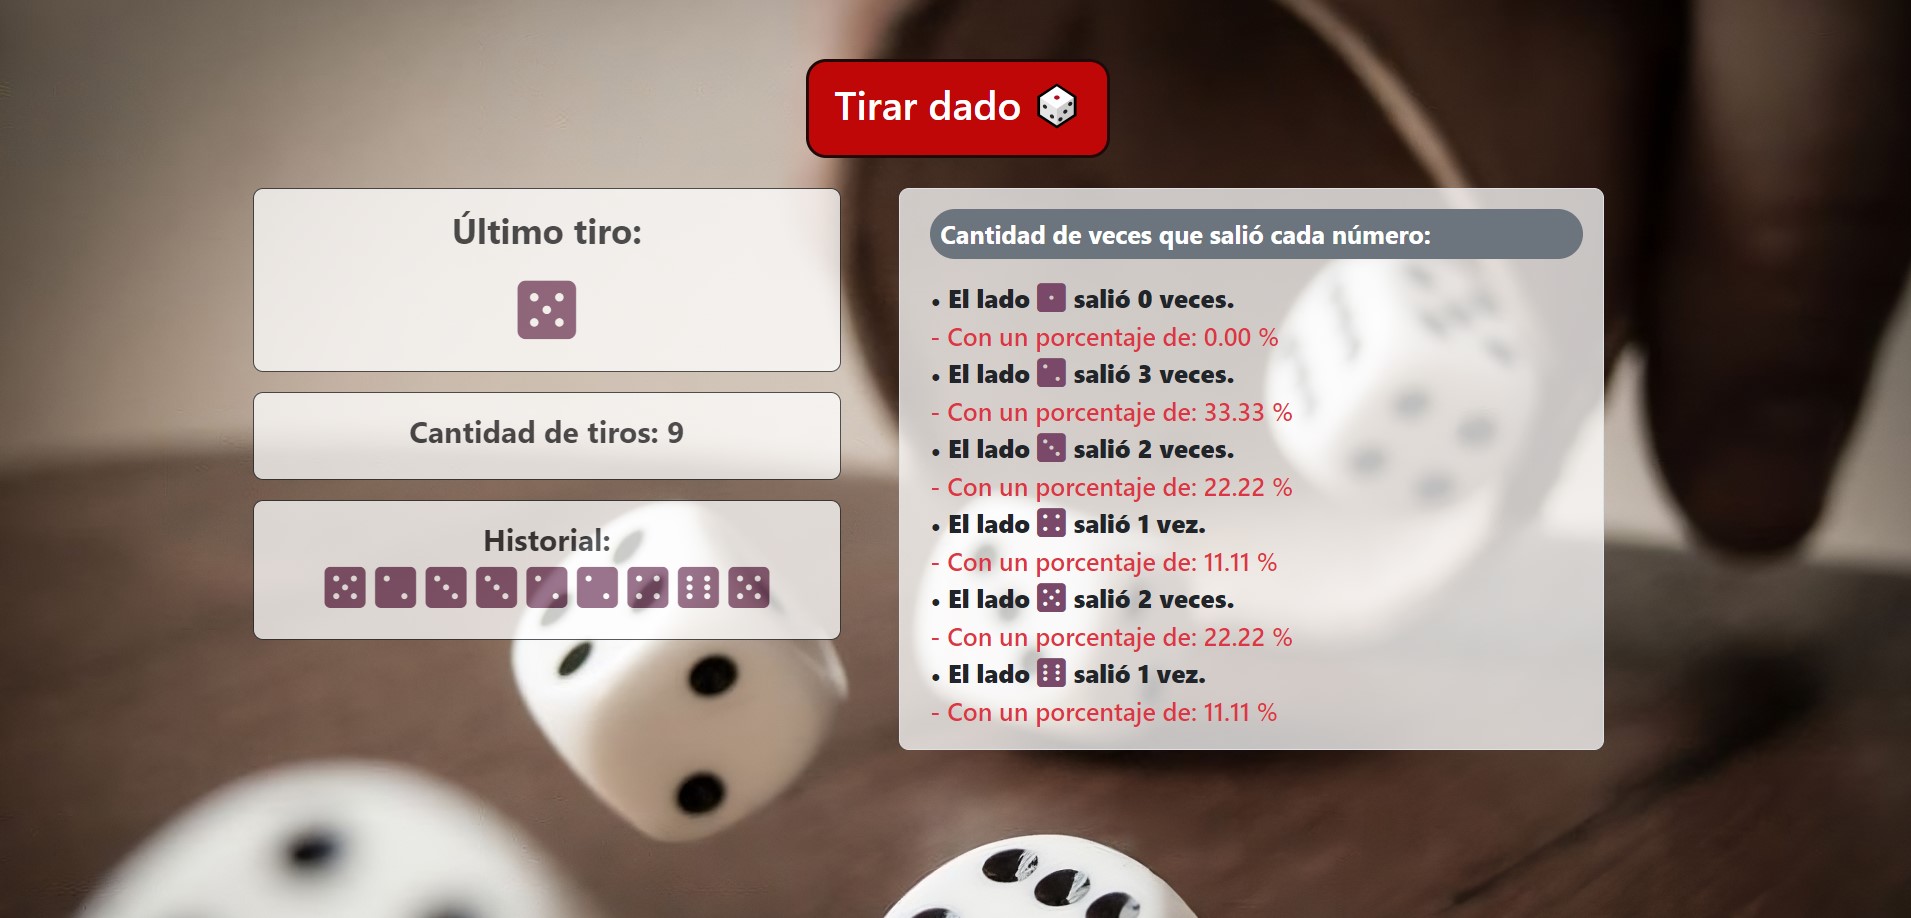 Tirar dado
Último tiro:
Cantidad de tiros: 9
Historial:
Cantidad de veces que salió cada número:
• El lado salió 0 veces.
- Con un porcentaje de: 0.00 %
• El lado salió 3 veces.
- Con un porcentaje de: 33.33 %
• El lado salió 2 veces.
- Con un porcentaje de: 22.22 %
• El lado salió 1 vez.
- Con un porcentaje de: 11.11 %
• El lado salió 2 veces.
- Con un porcentaje de: 22.22 %
• El lado salió 1 vez.
- Con un porcentaje de: 11.11 %